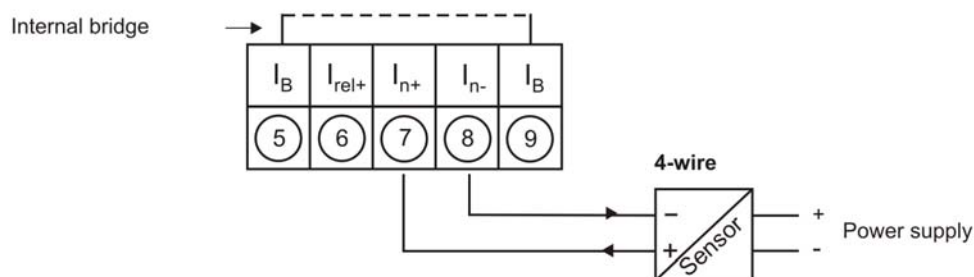 Internal bridge
I_B I_rel+ I_n+ I_n- I_B
5 6 7 8 9
4-wire
− +
Power supply
+ Sensor -